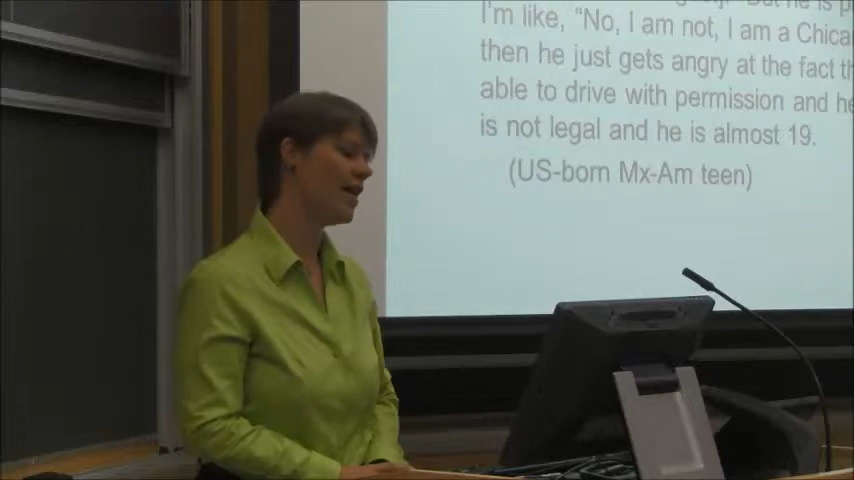 I'm like, “No, I am not, I am a Chica
then he just gets angry at the fact th
able to drive with permission, and he
is not legal and he is almost 19.
(US-born Mx-Am teen)